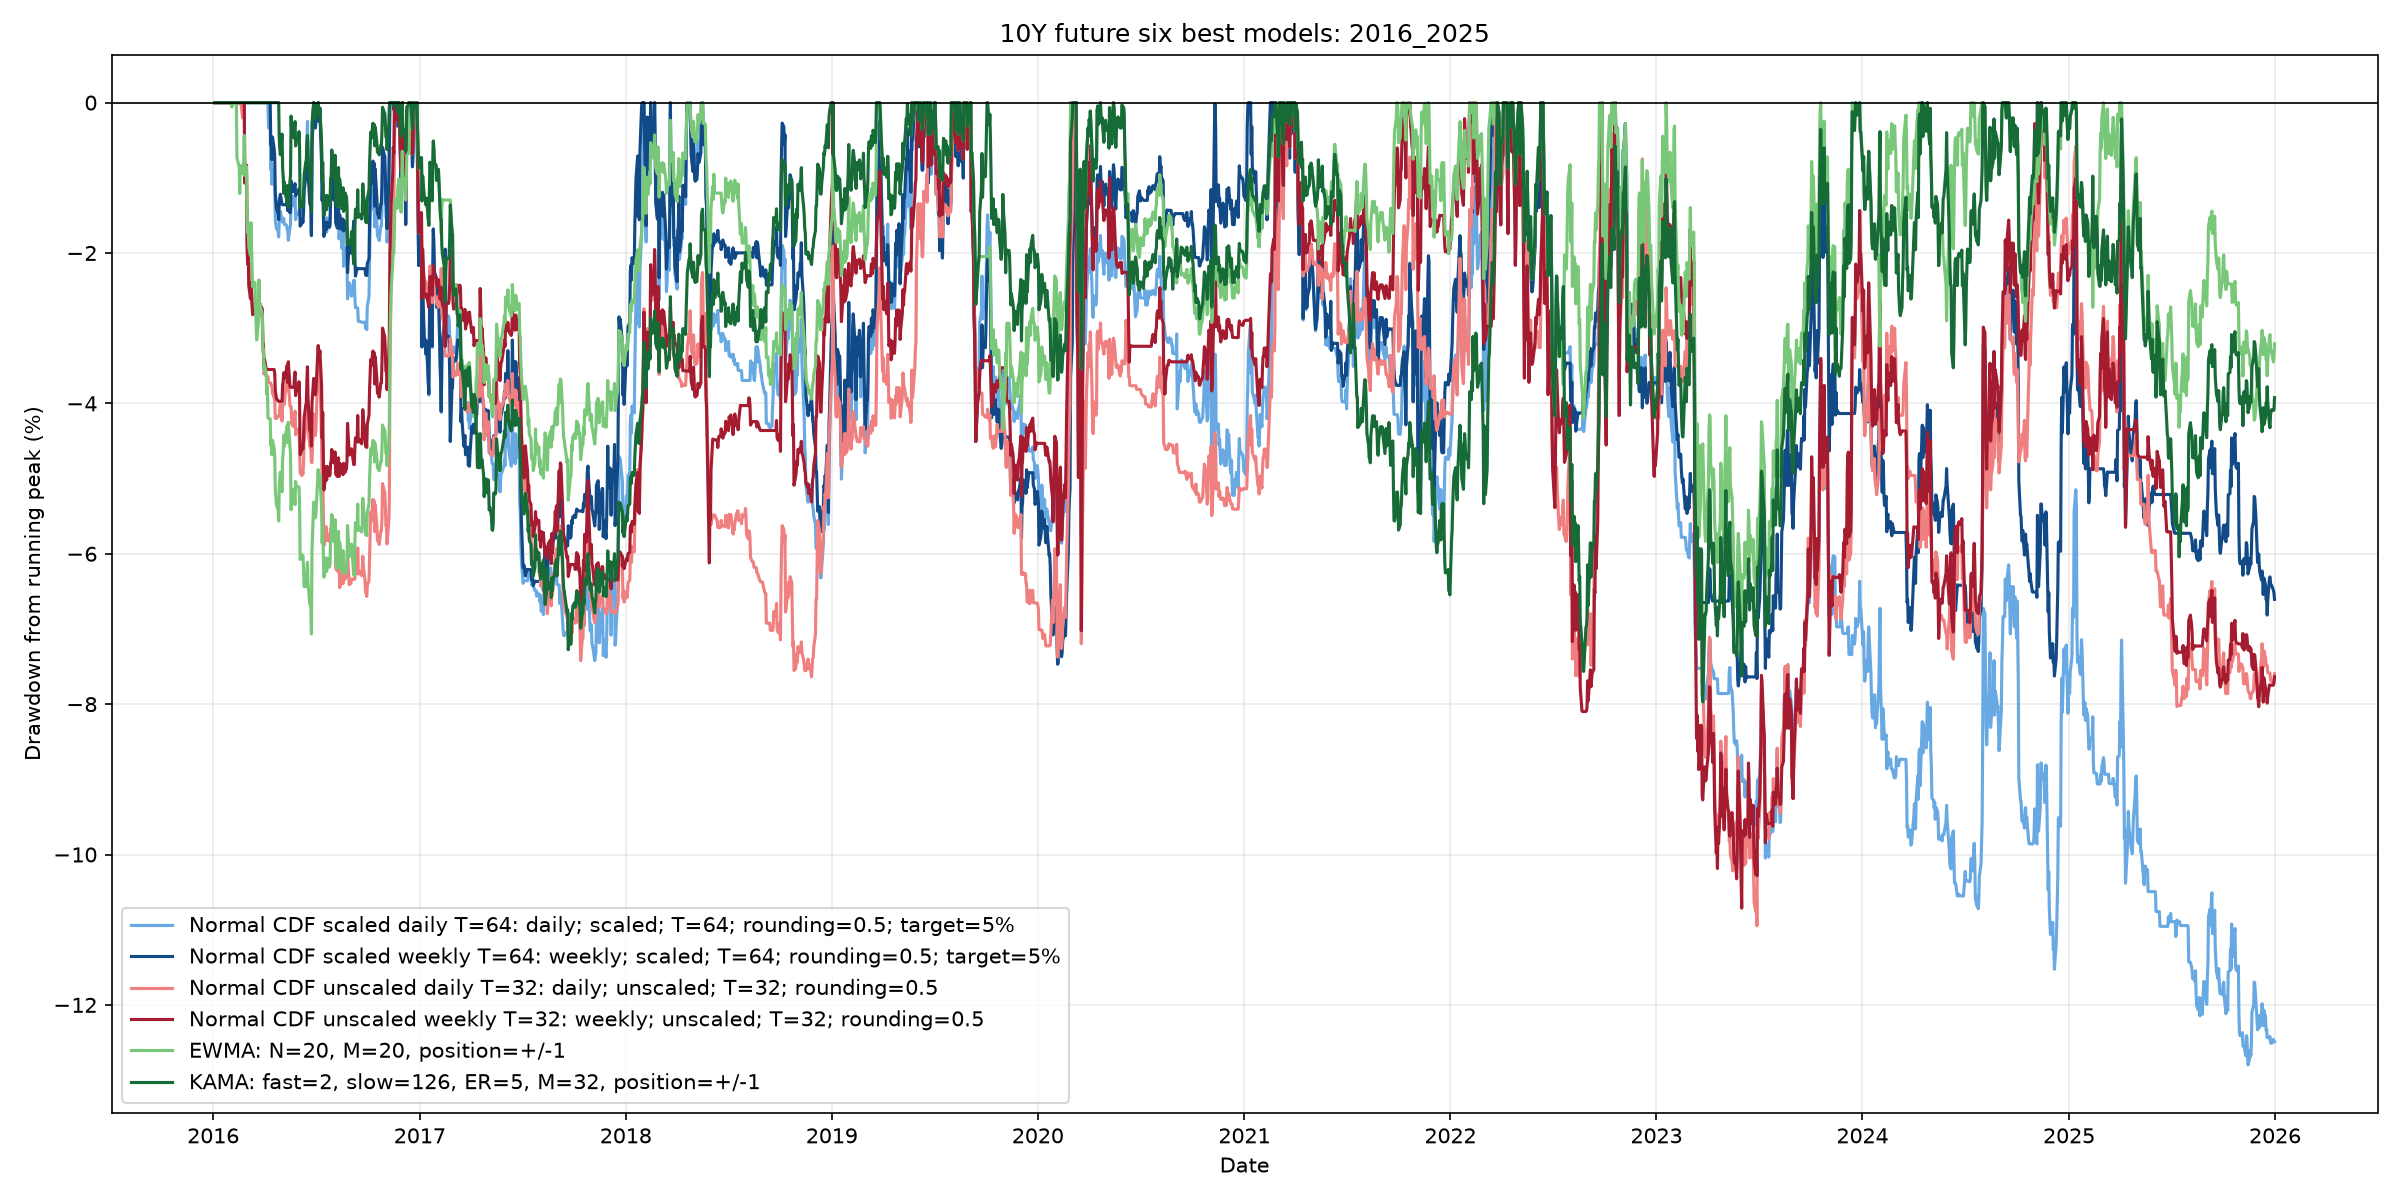 10Y future six best models: 2016_2025
Drawdown from running peak (%)
0
−2
−4
−6
−8
−10
−12
Normal CDF scaled daily T=64: daily; scaled; T=64; rounding=0.5; target=5%
Normal CDF scaled weekly T=64: weekly; scaled; T=64; rounding=0.5; target=5%
Normal CDF unscaled daily T=32: daily; unscaled; T=32; rounding=0.5
Normal CDF unscaled weekly T=32: weekly; unscaled; T=32; rounding=0.5
EWMA: N=20, M=20, position=+/-1
KAMA: fast=2, slow=126, ER=5, M=32, position=+/-1
2016 2017 2018 2019 2020 2021 2022 2023 2024 2025 2026
Date